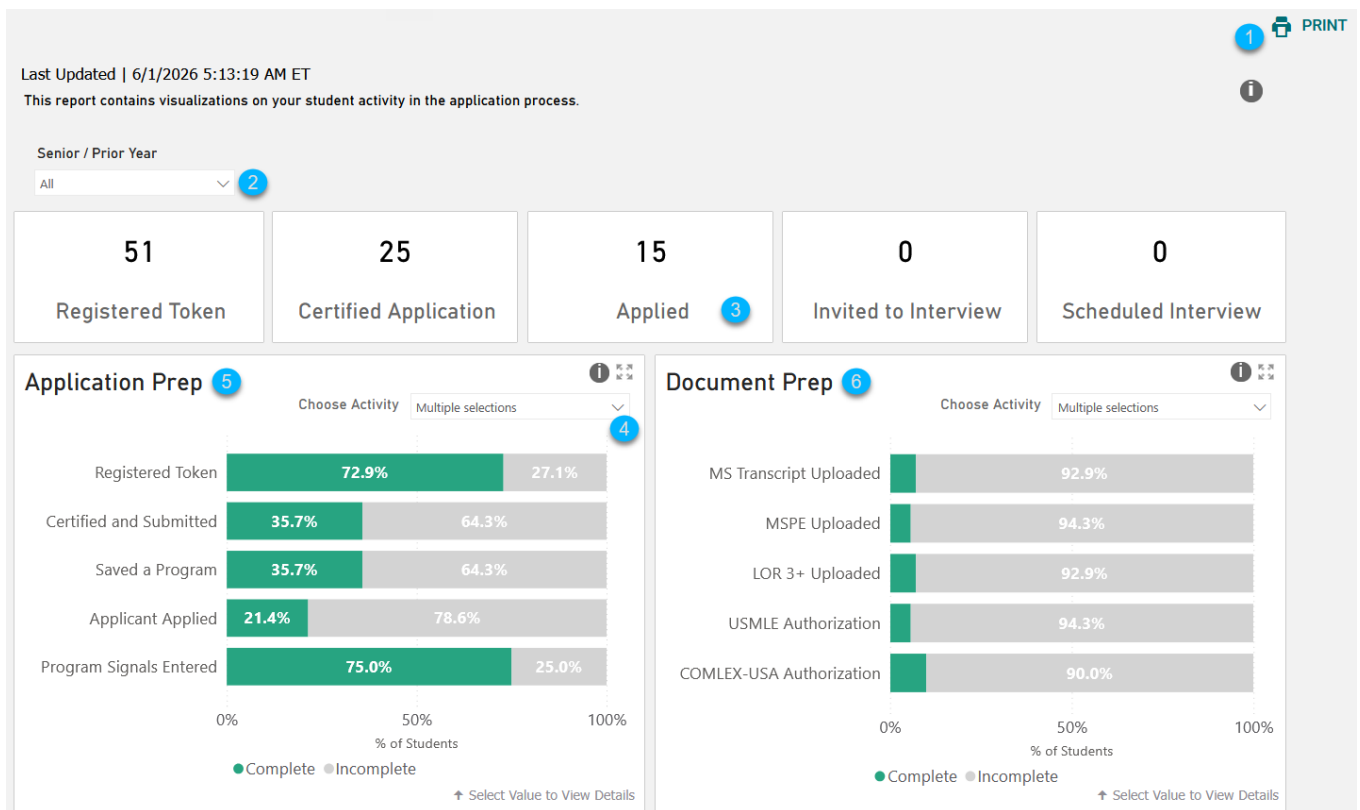 1 PRINT
Last Updated | 6/1/2026 5:13:19 AM ET
This report contains visualizations on your student activity in the application process.
i
Senior / Prior Year
All 2
51
Registered Token
25
Certified Application
15
Applied 3
0
Invited to Interview
0
Scheduled Interview
Application Prep 5
i
Choose Activity Multiple selections
4
Registered Token 72.9% 27.1%
Certified and Submitted 35.7% 64.3%
Saved a Program 35.7% 64.3%
Applicant Applied 21.4% 78.6%
Program Signals Entered 75.0% 25.0%
0% 50% 100%
% of Students
Complete Incomplete
Select Value to View Details
Document Prep 6
i
Choose Activity Multiple selections
MS Transcript Uploaded 92.9%
MSPE Uploaded 94.3%
LOR 3+ Uploaded 92.9%
USMLE Authorization 94.3%
COMLEX-USA Authorization 90.0%
0% 50% 100%
% of Students
Complete Incomplete
Select Value to View Details